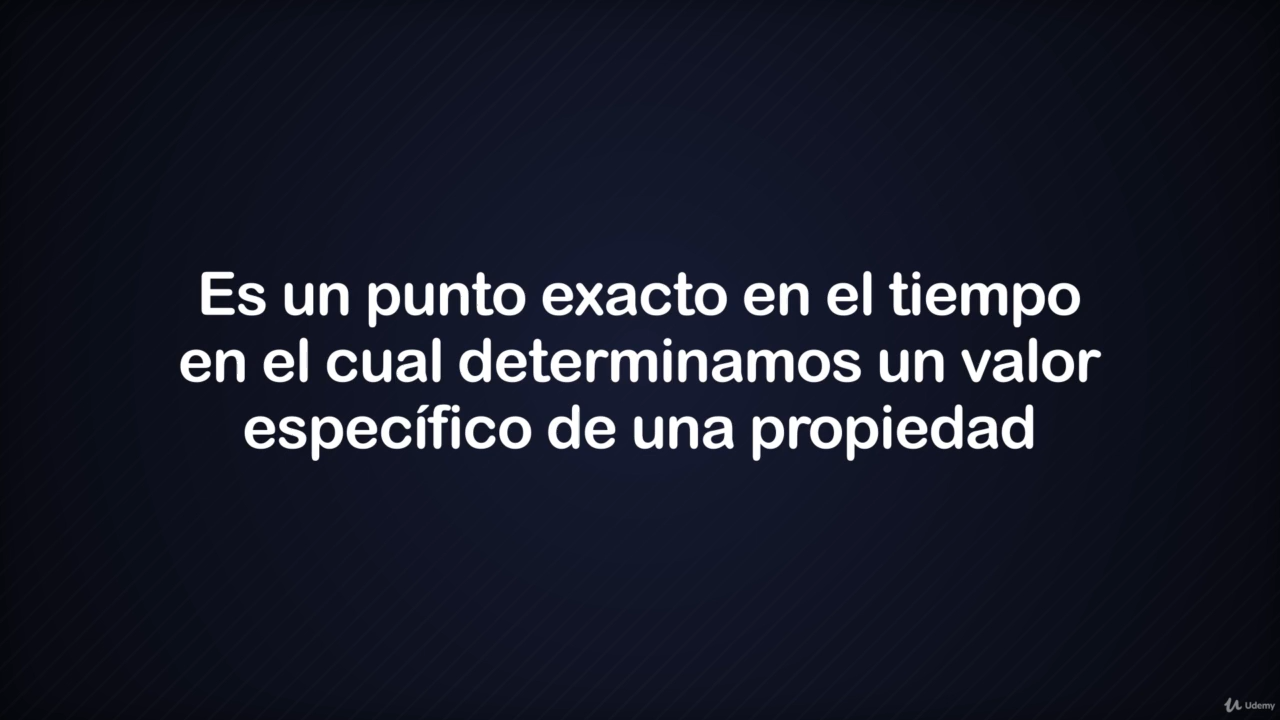 Es un punto exacto en el tiempo
en el cual determinamos un valor
específico de una propiedad
Udemy